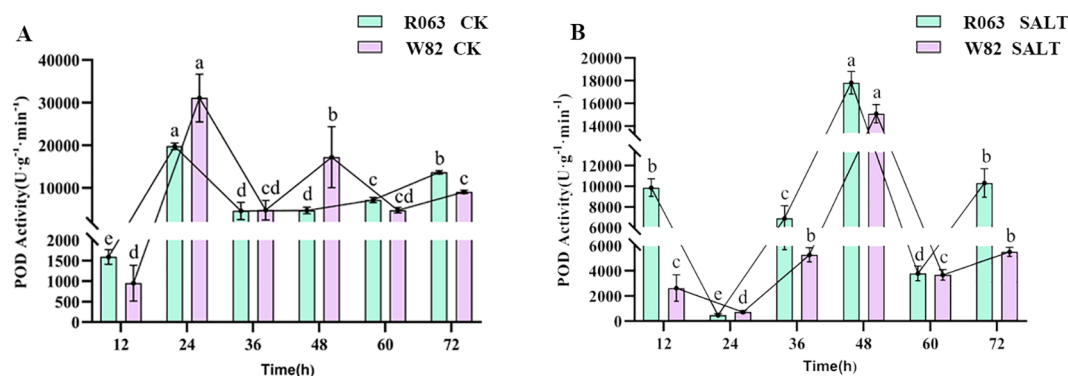 A
R063 CK
W82 CK
POD Activity(U·g⁻¹·min⁻¹)
40000
30000
20000
10000
2000
1500
1000
500
0
e
a
a
d
cd
d
b
c
cd
b
c
12 24 36 48 60 72
Time(h)
B
R063 SALT
W82 SALT
POD Activity(U·g⁻¹·min⁻¹)
20000
18000
16000
14000
12000
10000
8000
6000
6000
4000
2000
0
b
c
e
d
c
b
a
a
d
c
b
b
12 24 36 48 60 72
Time(h)